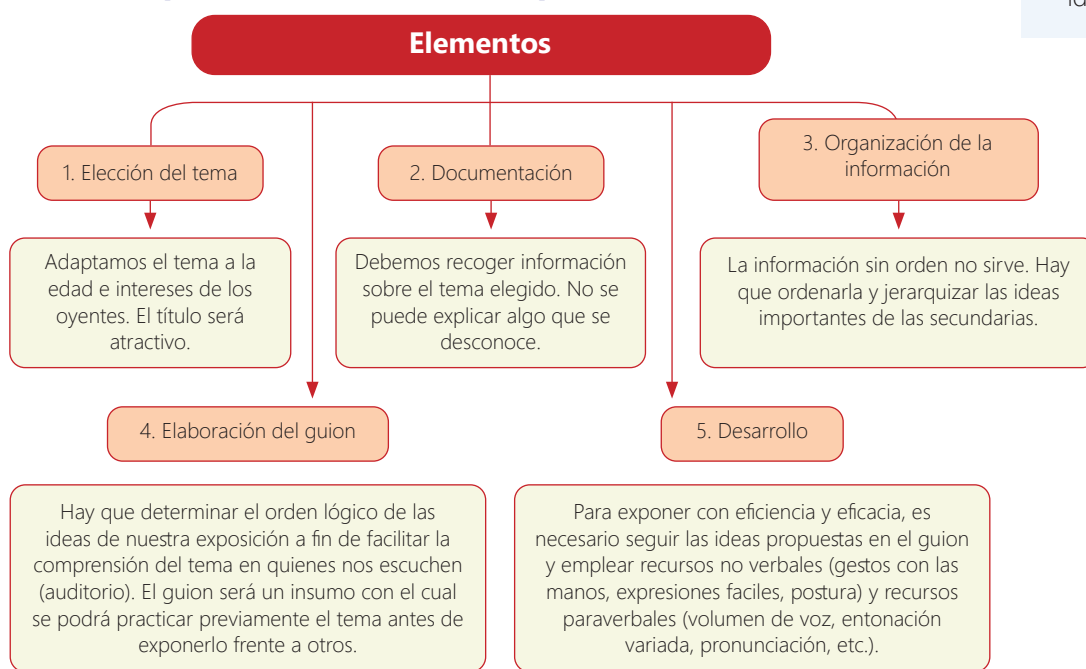 Elementos
1. Elección del tema
Adaptamos el tema a la
edad e intereses de los
oyentes. El título será
atractivo.
2. Documentación
Debemos recoger información
sobre el tema elegido. No se
puede explicar algo que se
desconoce.
3. Organización de la
información
La información sin orden no sirve. Hay
que ordenarla y jerarquizar las ideas
importantes de las secundarias.
4. Elaboración del guion
Hay que determinar el orden lógico de las
ideas de nuestra exposición a fin de facilitar la
comprensión del tema en quienes nos escuchen
(auditorio). El guion será un insumo con el cual
se podrá practicar previamente el tema antes de
exponerlo frente a otros.
5. Desarrollo
Para exponer con eficiencia y eficacia, es
necesario seguir las ideas propuestas en el guion
y emplear recursos no verbales (gestos con las
manos, expresiones faciles, postura) y recursos
paraverbales (volumen de voz, entonación
variada, pronunciación, etc.).